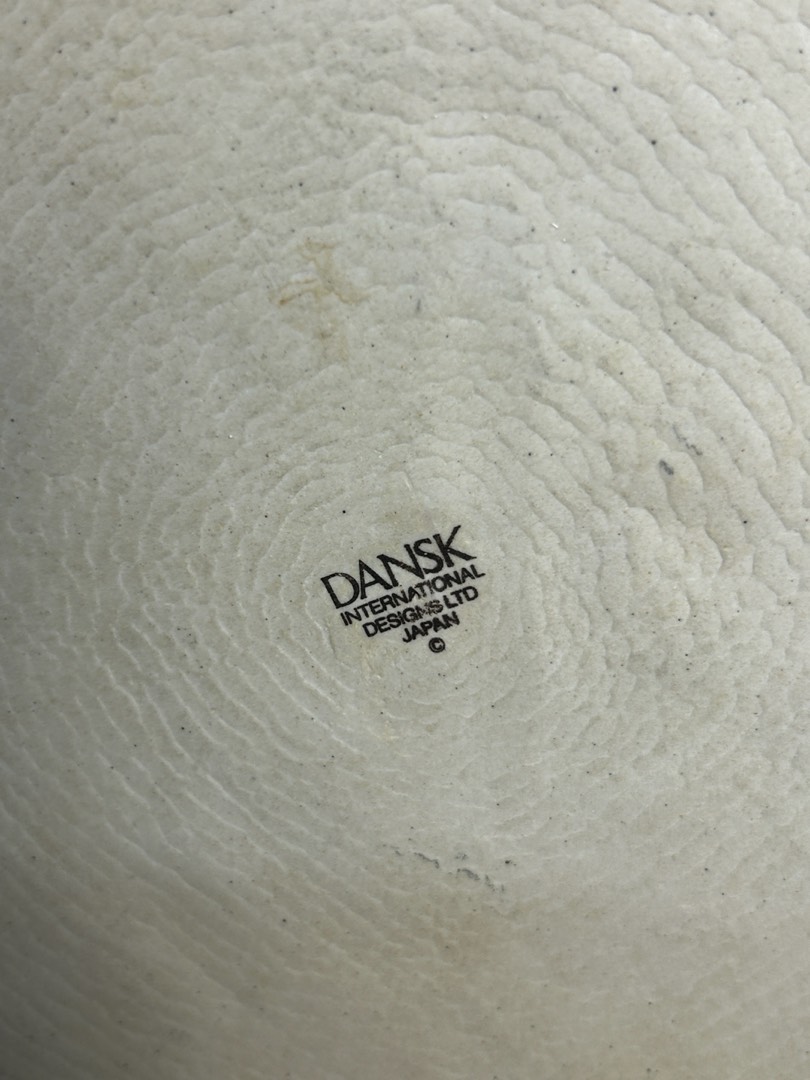 DANSK
INTERNATIONAL
DESIGNS LTD
JAPAN
©